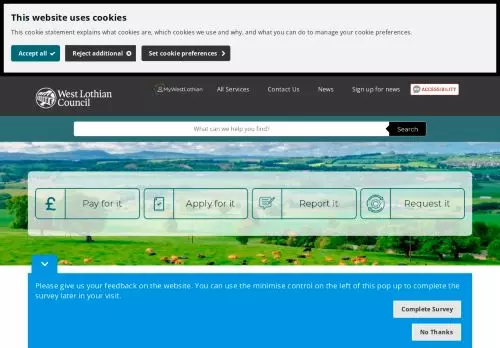 This website uses cookies
This cookie statement explains what cookies are, which cookies we use and why, and what you can do to manage your cookie preferences.
Accept all
Reject additional
Set cookie preferences
West Lothian
Council
MyWestLothian
All Services
Contact Us
News
Sign up for news
ACCESSIBILITY
What can we help you find?
Search
Pay for it
Apply for it
Report it
Request it
Please give us your feedback on the website. You can use the minimise control on the left of this pop up to complete the
survey later in your visit.
Complete Survey
No Thanks